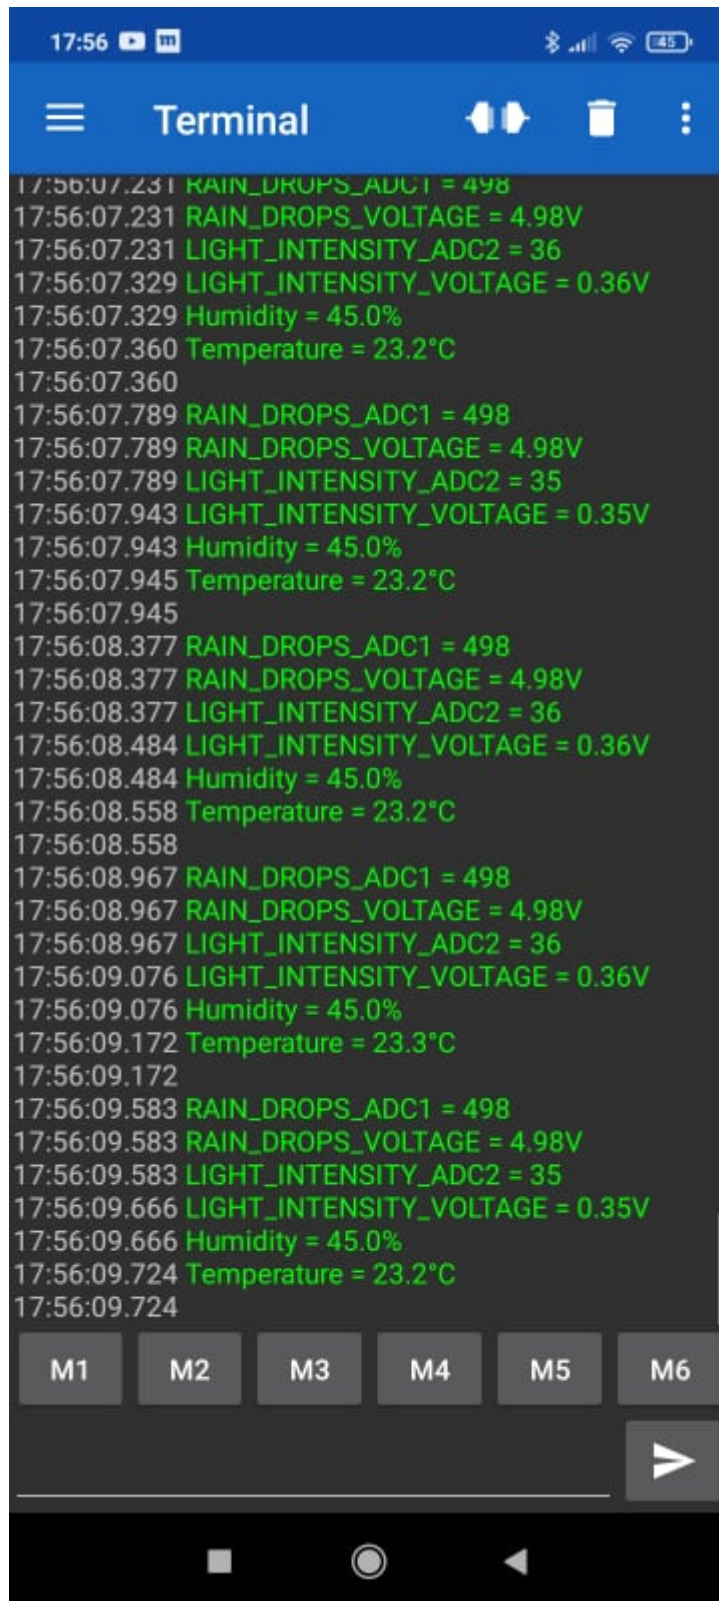 17:56 m 45
Terminal
17:56:07.231 RAIN_DROPS_ADC1 = 498
17:56:07.231 RAIN_DROPS_VOLTAGE = 4.98V
17:56:07.231 LIGHT_INTENSITY_ADC2 = 36
17:56:07.329 LIGHT_INTENSITY_VOLTAGE = 0.36V
17:56:07.329 Humidity = 45.0%
17:56:07.360 Temperature = 23.2°C
17:56:07.360
17:56:07.789 RAIN_DROPS_ADC1 = 498
17:56:07.789 RAIN_DROPS_VOLTAGE = 4.98V
17:56:07.789 LIGHT_INTENSITY_ADC2 = 35
17:56:07.943 LIGHT_INTENSITY_VOLTAGE = 0.35V
17:56:07.943 Humidity = 45.0%
17:56:07.945 Temperature = 23.2°C
17:56:07.945
17:56:08.377 RAIN_DROPS_ADC1 = 498
17:56:08.377 RAIN_DROPS_VOLTAGE = 4.98V
17:56:08.377 LIGHT_INTENSITY_ADC2 = 36
17:56:08.484 LIGHT_INTENSITY_VOLTAGE = 0.36V
17:56:08.484 Humidity = 45.0%
17:56:08.558 Temperature = 23.2°C
17:56:08.558
17:56:08.967 RAIN_DROPS_ADC1 = 498
17:56:08.967 RAIN_DROPS_VOLTAGE = 4.98V
17:56:08.967 LIGHT_INTENSITY_ADC2 = 36
17:56:09.076 LIGHT_INTENSITY_VOLTAGE = 0.36V
17:56:09.076 Humidity = 45.0%
17:56:09.172 Temperature = 23.3°C
17:56:09.172
17:56:09.583 RAIN_DROPS_ADC1 = 498
17:56:09.583 RAIN_DROPS_VOLTAGE = 4.98V
17:56:09.583 LIGHT_INTENSITY_ADC2 = 35
17:56:09.666 LIGHT_INTENSITY_VOLTAGE = 0.35V
17:56:09.666 Humidity = 45.0%
17:56:09.724 Temperature = 23.2°C
17:56:09.724
M1 M2 M3 M4 M5 M6